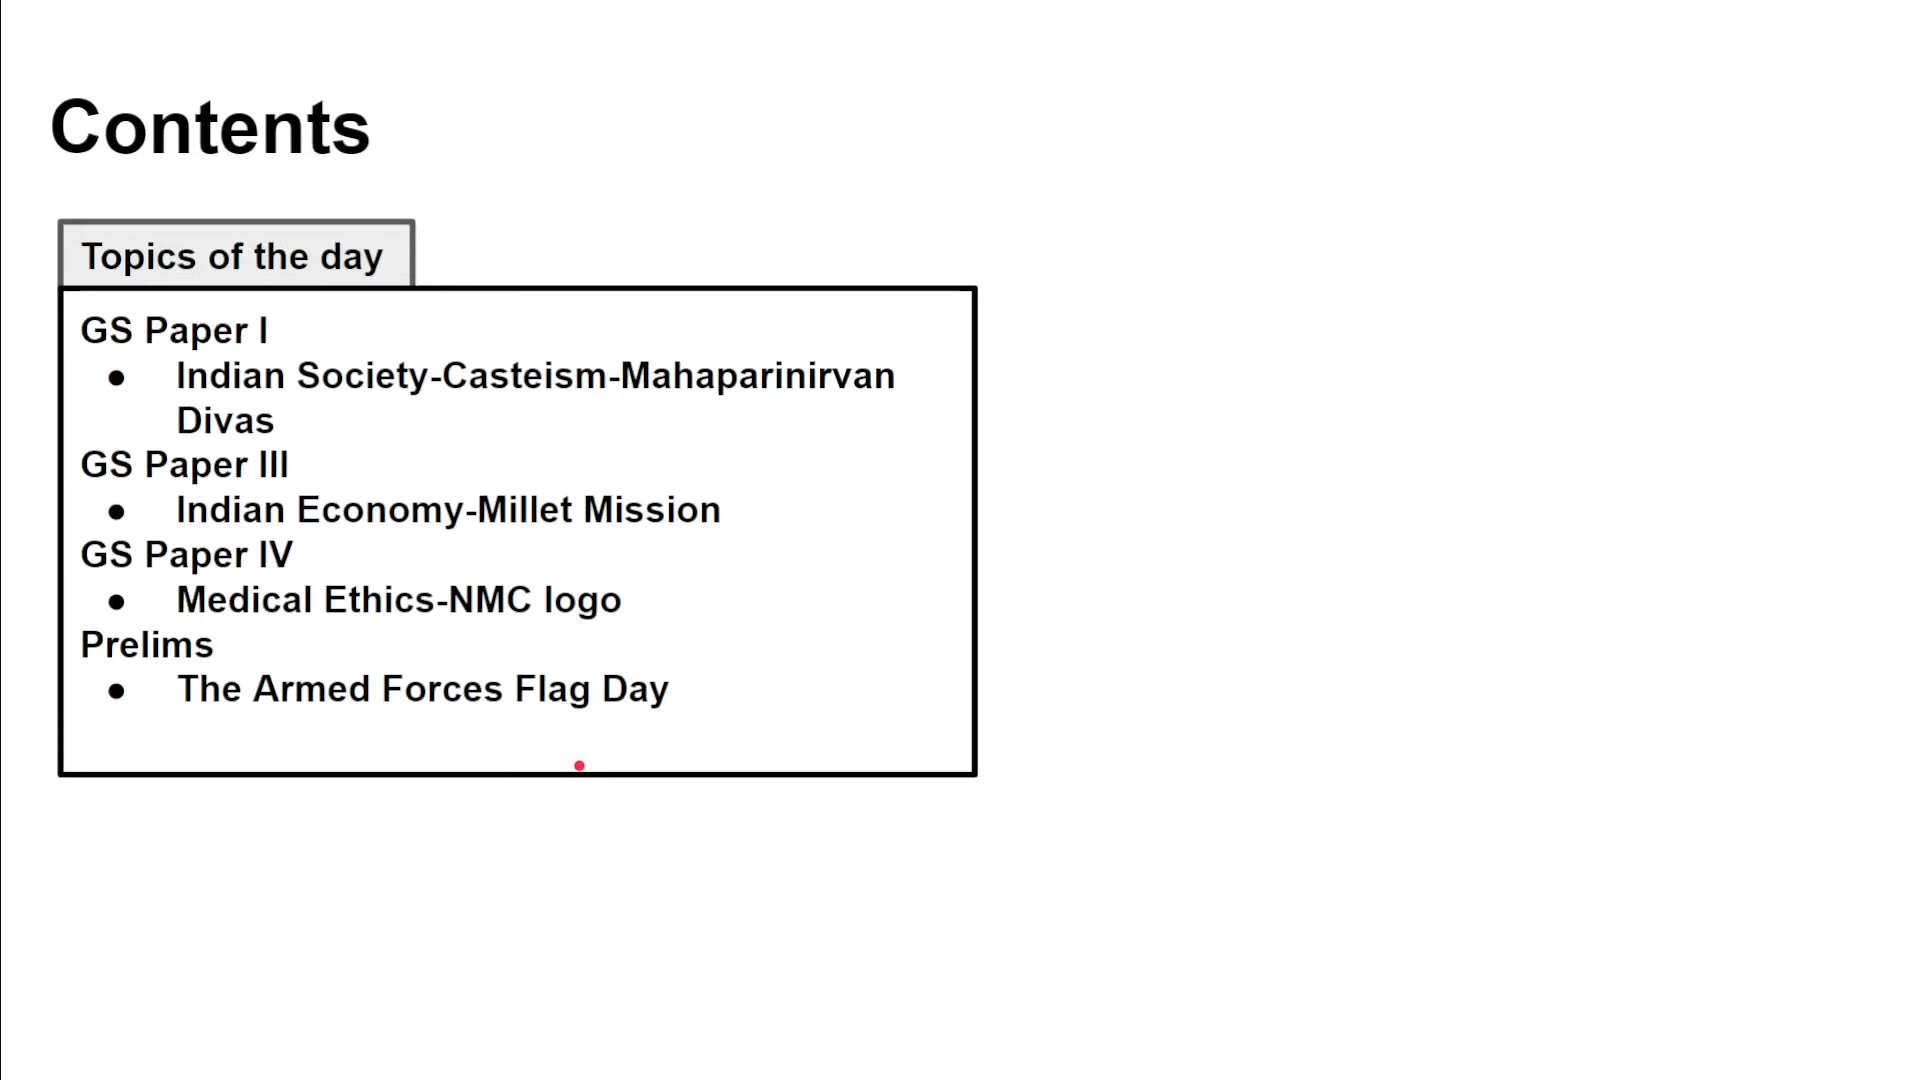 Contents
Topics of the day
GS Paper I
● Indian Society-Casteism-Mahaparinirvan
Divas
GS Paper III
● Indian Economy-Millet Mission
GS Paper IV
● Medical Ethics-NMC logo
Prelims
● The Armed Forces Flag Day